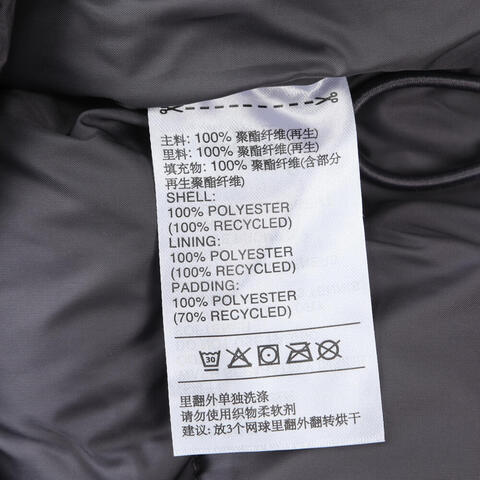 主料: 100% 聚酯纤维(再生)
里料: 100% 聚酯纤维(再生)
填充物: 100% 聚酯纤维(含部分
再生聚酯纤维)
SHELL:
100% POLYESTER
(100% RECYCLED)
LINING:
100% POLYESTER
(100% RECYCLED)
PADDING:
100% POLYESTER
(70% RECYCLED)
30
里翻外单独洗涤
请勿使用织物柔软剂
建议: 放3个网球里翻外翻转烘干